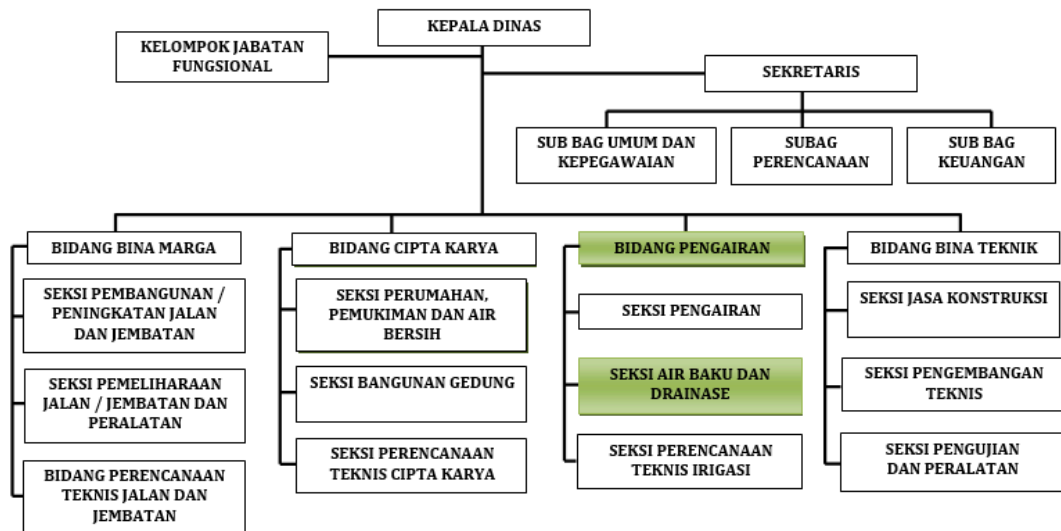 KEPALA DINAS
KELOMPOK JABATAN
FUNGSIONAL
SEKRETARIS
SUB BAG UMUM DAN
KEPEGAWAIAN
SUBAG
PERENCANAAN
SUB BAG
KEUANGAN
BIDANG BINA MARGA
SEKSI PEMBANGUNAN /
PENINGKATAN JALAN
DAN JEMBATAN
SEKSI PEMELIHARAAN
JALAN / JEMBATAN DAN
PERALATAN
BIDANG PERENCANAAN
TEKNIS JALAN DAN
JEMBATAN
BIDANG CIPTA KARYA
SEKSI PERUMAHAN,
PEMUKIMAN DAN AIR
BERSIH
SEKSI BANGUNAN GEDUNG
SEKSI PERENCANAAN
TEKNIS CIPTA KARYA
BIDANG PENGAIRAN
SEKSI PENGAIRAN
SEKSI AIR BAKU DAN
DRAINASE
SEKSI PERENCANAAN
TEKNIS IRIGASI
BIDANG BINA TEKNIK
SEKSI JASA KONSTRUKSI
SEKSI PENGEMBANGAN
TEKNIS
SEKSI PENGUJIAN
DAN PERALATAN